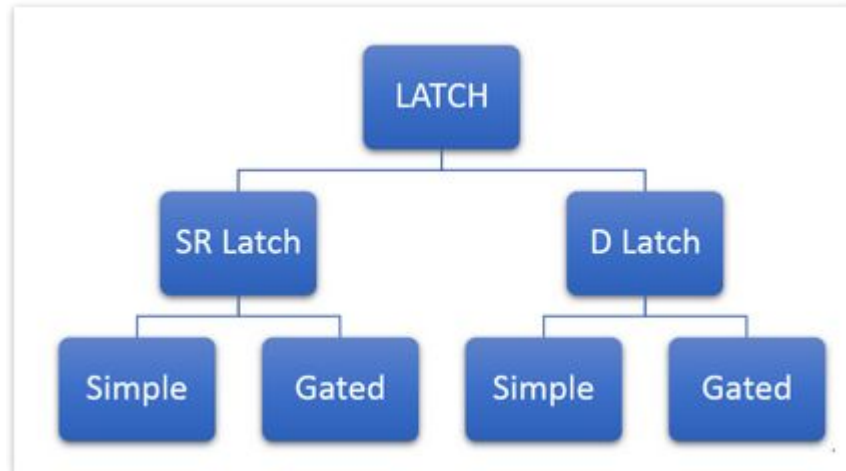 LATCH
SR Latch
D Latch
Simple
Gated
Simple
Gated